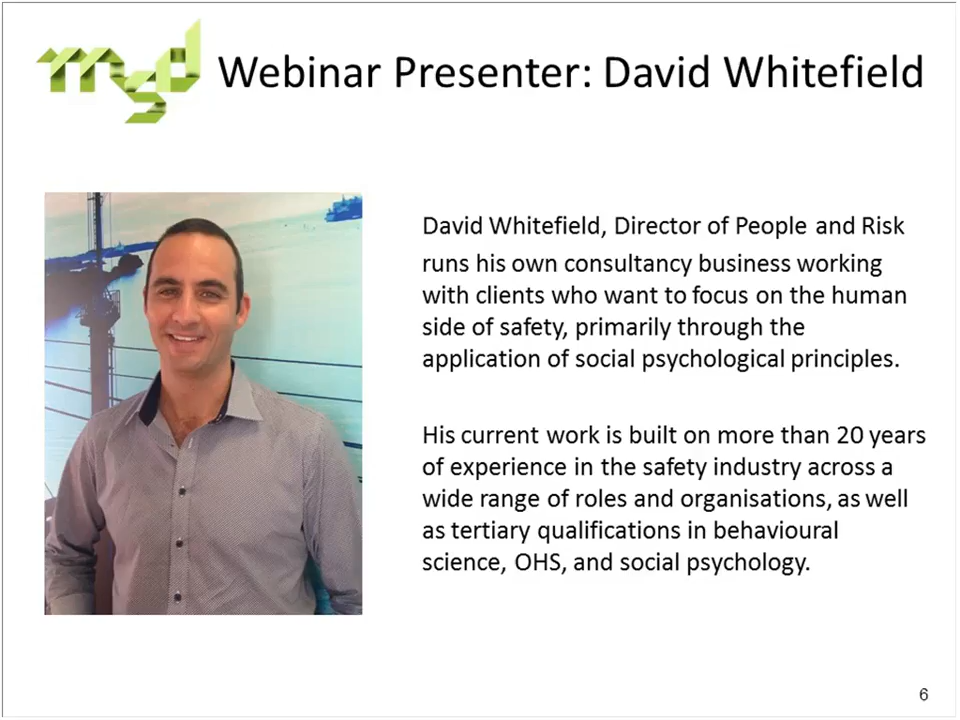 msd
Webinar Presenter: David Whitefield
David Whitefield, Director of People and Risk
runs his own consultancy business working
with clients who want to focus on the human
side of safety, primarily through the
application of social psychological principles.
His current work is built on more than 20 years
of experience in the safety industry across a
wide range of roles and organisations, as well
as tertiary qualifications in behavioural
science, OHS, and social psychology.
6